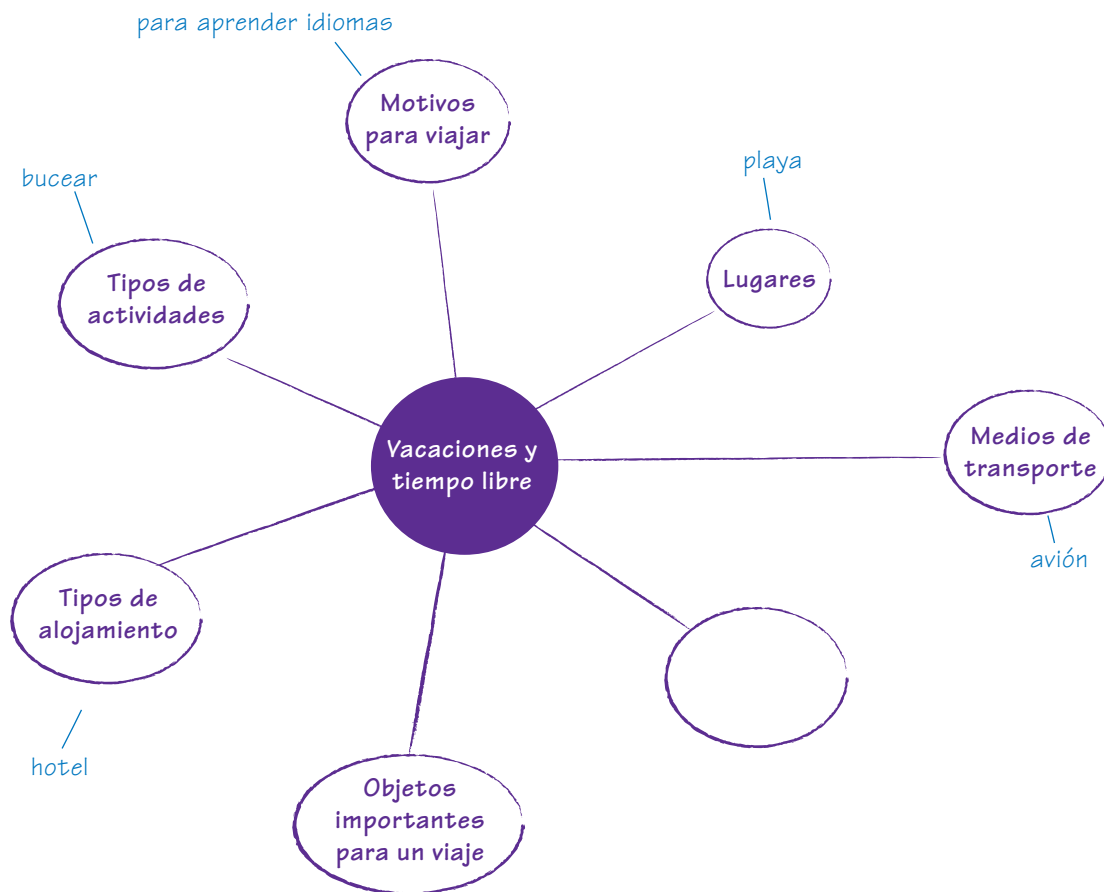 para aprender idiomas
Motivos
para viajar
bucear
playa
Tipos de
actividades
Lugares
Vacaciones y
tiempo libre
Medios de
transporte
avión
Tipos de
alojamiento
hotel
Objetos
importantes
para un viaje